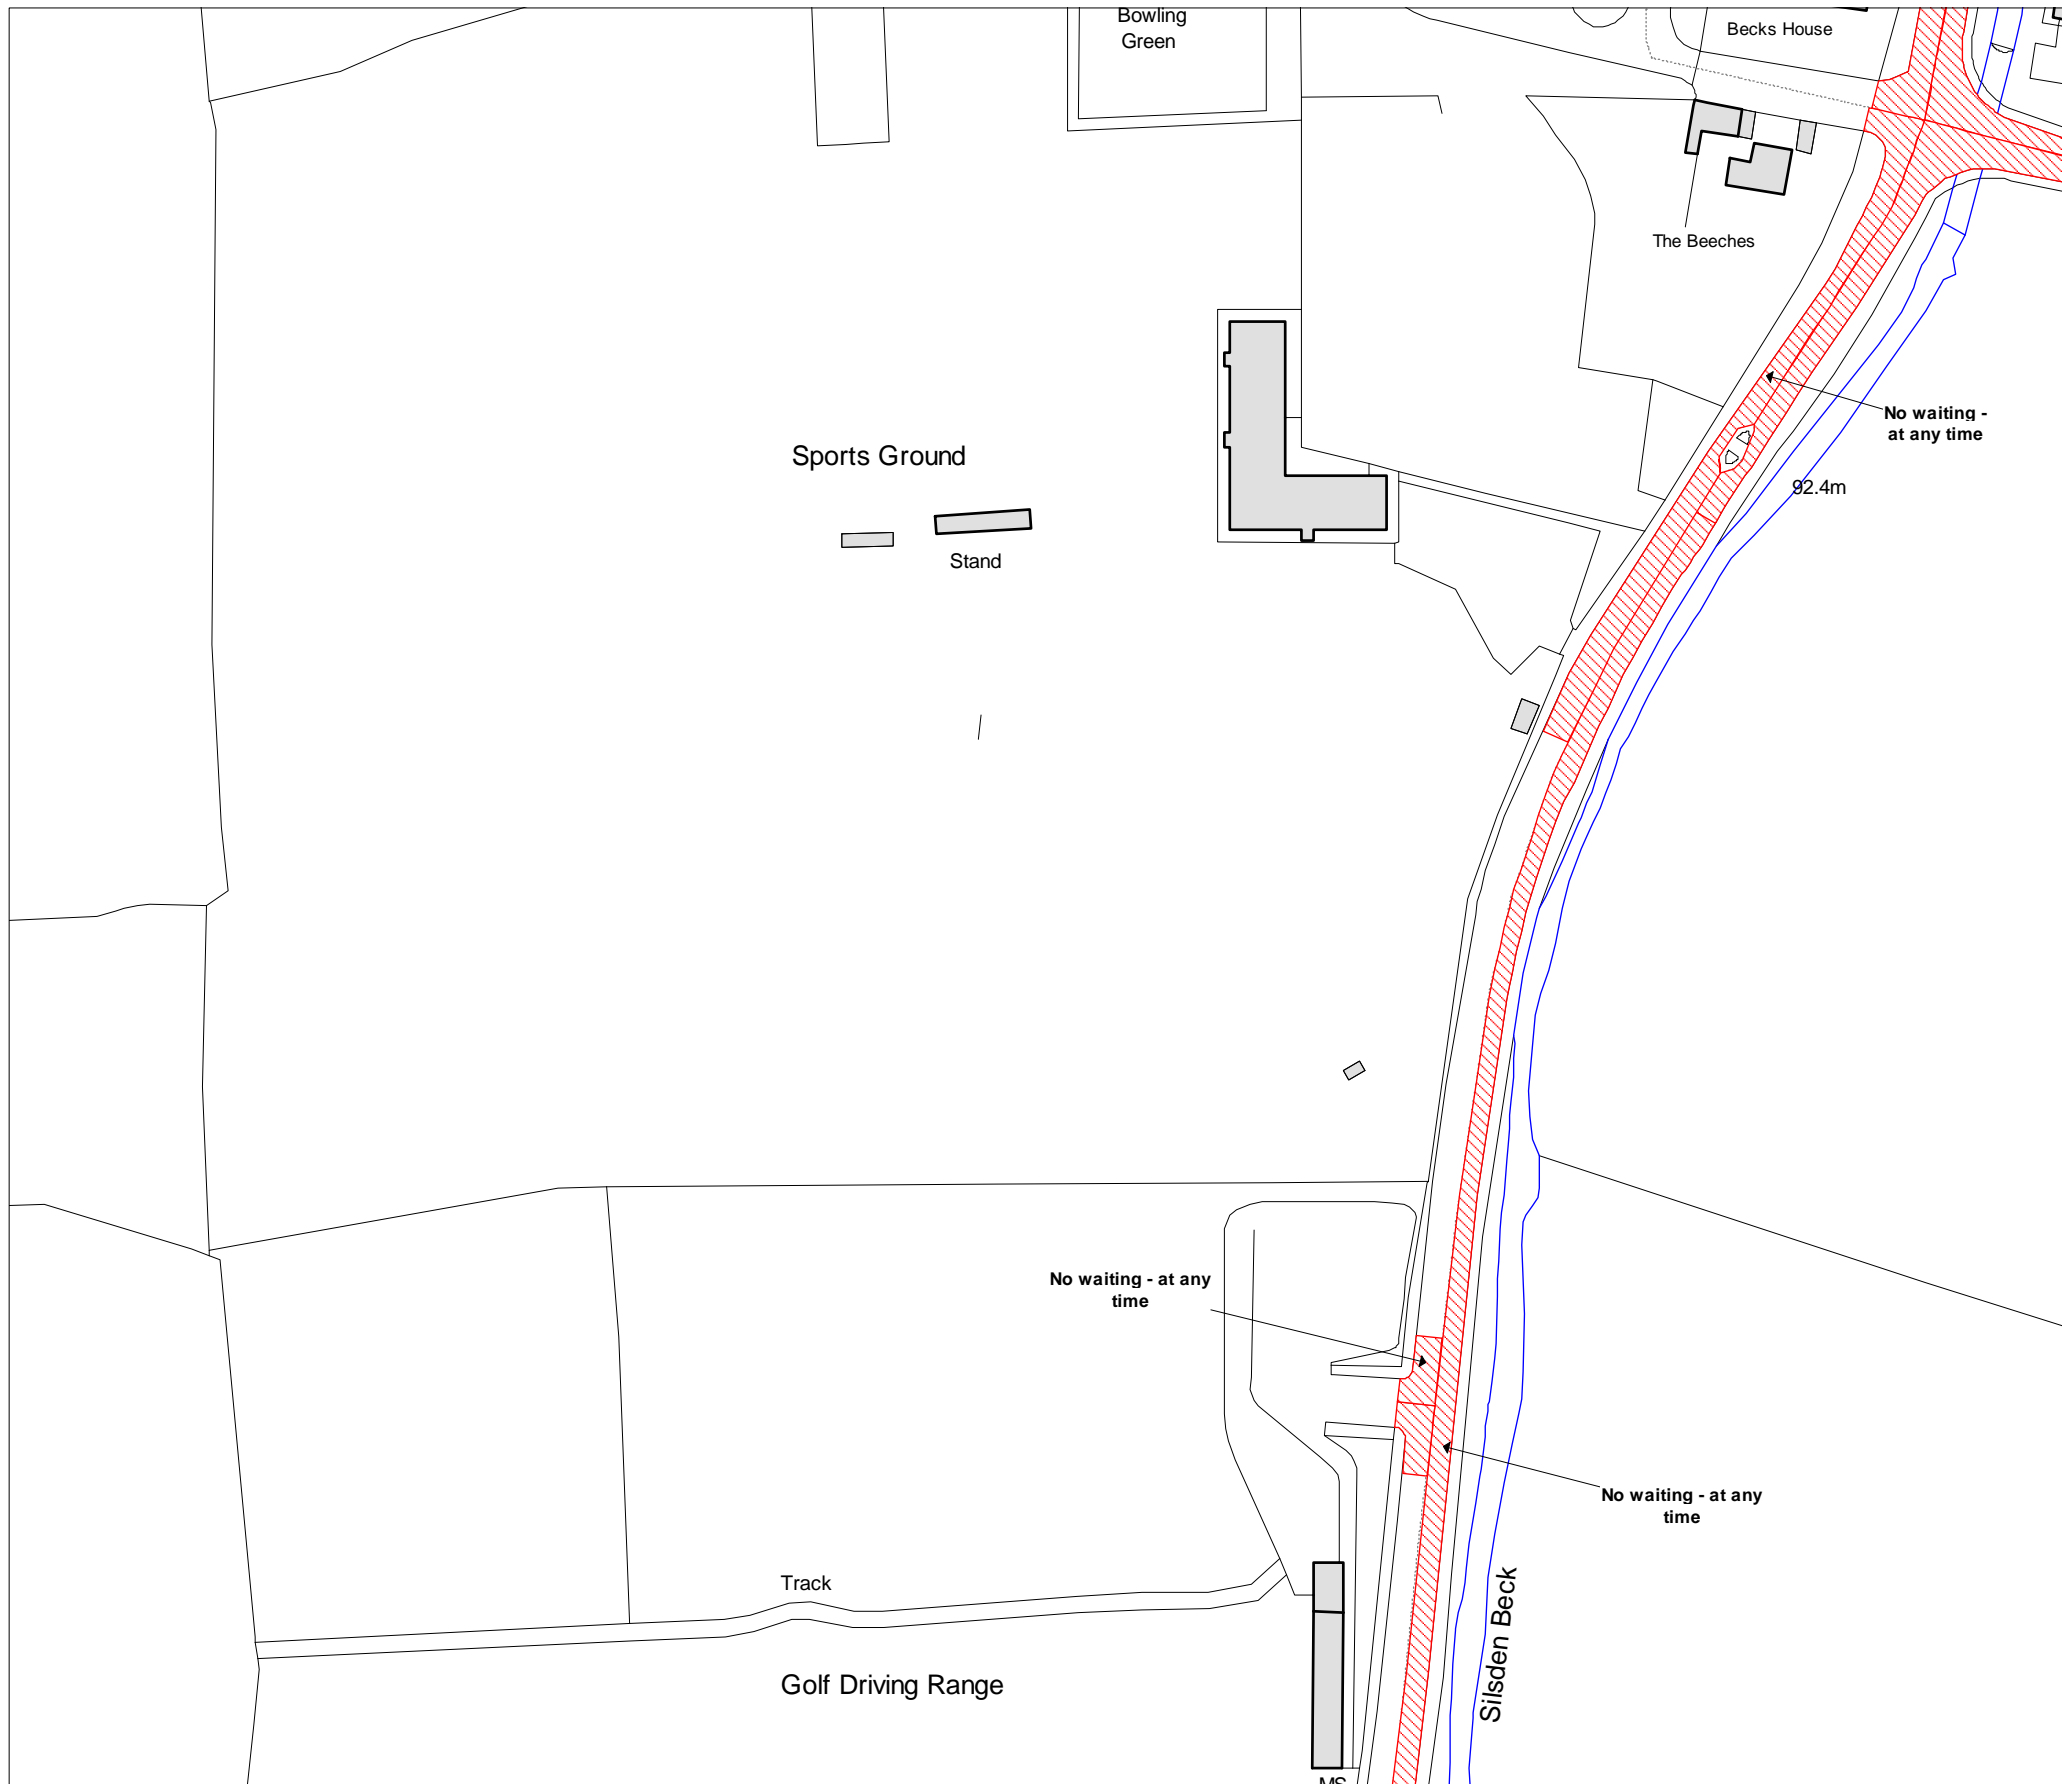 Bowling
Green
Becks House
The Beeches
No waiting -
at any time
Sports Ground
92.4m
Stand
No waiting - at any
time
No waiting - at any
time
Track
Silsden Beck
Golf Driving Range
MS